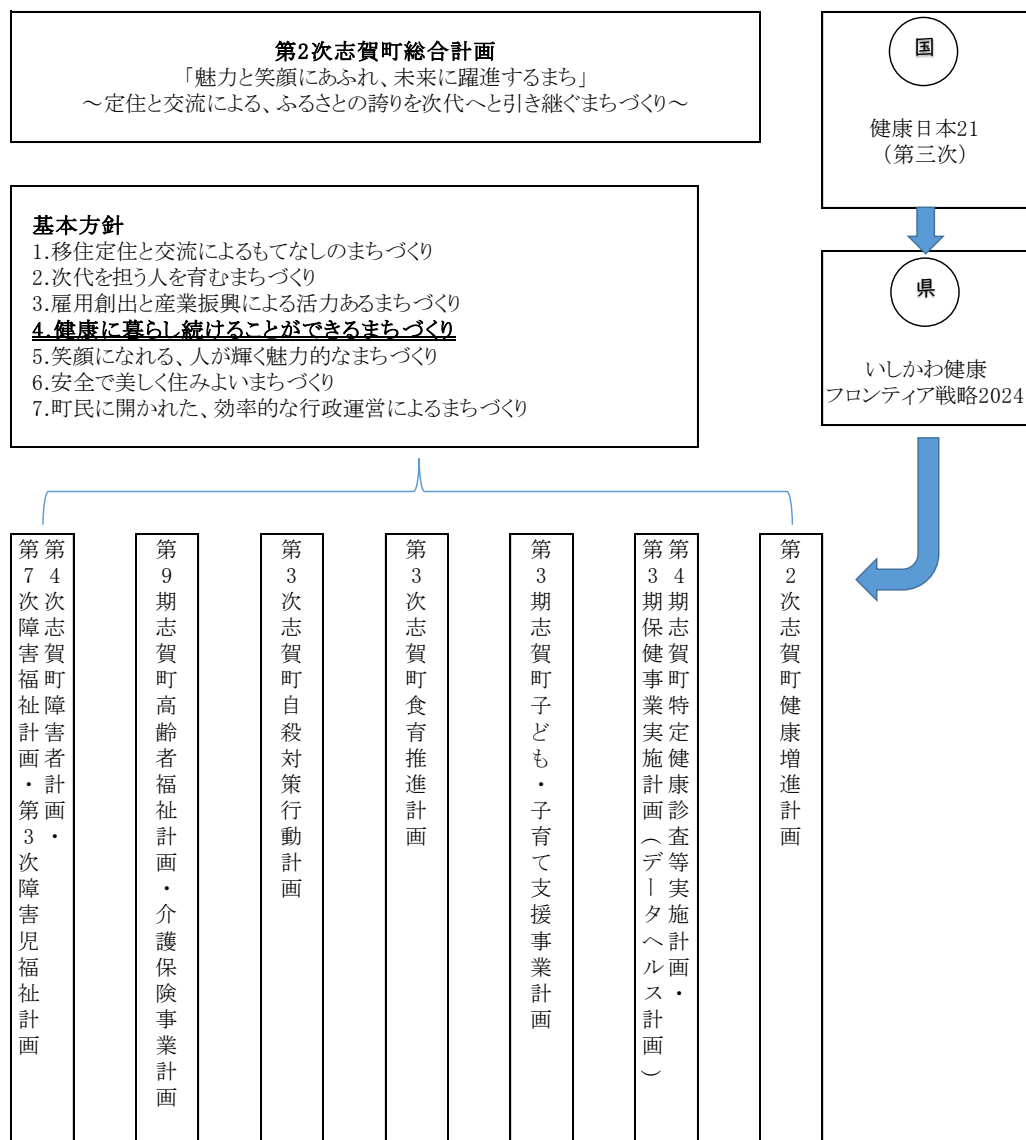 第2次志賀町総合計画
「魅力と笑顔にあふれ、未来に躍進するまち」
～定住と交流による、ふるさとの誇りを次代へと引き継ぐまちづくり～
国
健康日本21
（第三次）
基本方針
1.移住定住と交流によるもてなしのまちづくり
2.次代を担う人を育むまちづくり
3.雇用創出と産業振興による活力あるまちづくり
4.健康に暮らし続けることができるまちづくり
5.笑顔になれる、人が輝く魅力的なまちづくり
6.安全で美しく住みよいまちづくり
7.町民に開かれた、効率的な行政運営によるまちづくり
県
いしかわ健康
フロンティア戦略2024
第2次志賀町健康増進計画
第4期志賀町特定健康診査等実施計画・
第3期保健事業実施計画（データヘルス計画）
第3期志賀町子ども・子育て支援事業計画
第3次志賀町食育推進計画
第3次志賀町自殺対策行動計画
第9期志賀町高齢者福祉計画・介護保険事業計画
第4次志賀町障害者計画・
第7次障害福祉計画・第3次障害児福祉計画